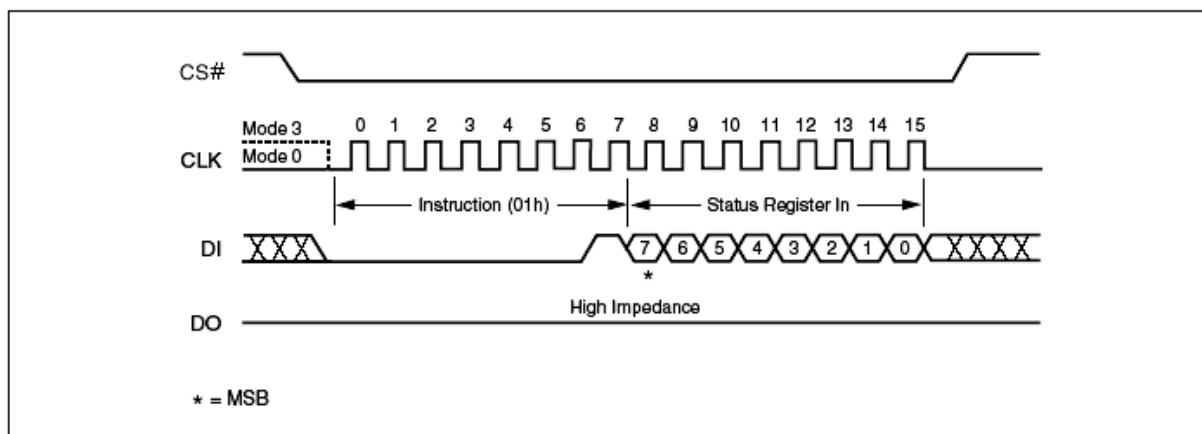 CS#
Mode 3
0 1 2 3 4 5 6 7 8 9 10 11 12 13 14 15
CLK
Mode 0
Instruction (01h)
Status Register In
DI
7 6 5 4 3 2 1 0
*
High Impedance
DO
* = MSB